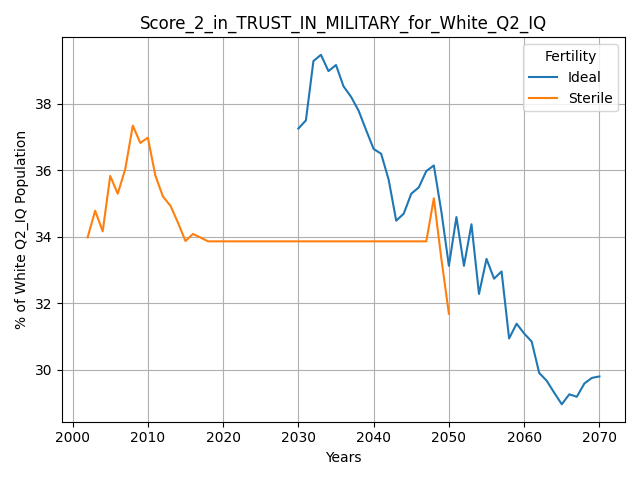 Score_2_in_TRUST_IN_MILITARY_for_White_Q2_IQ
Fertility
Ideal
Sterile
% of White Q2_IQ Population
38
36
34
32
30
2000 2010 2020 2030 2040 2050 2060 2070
Years